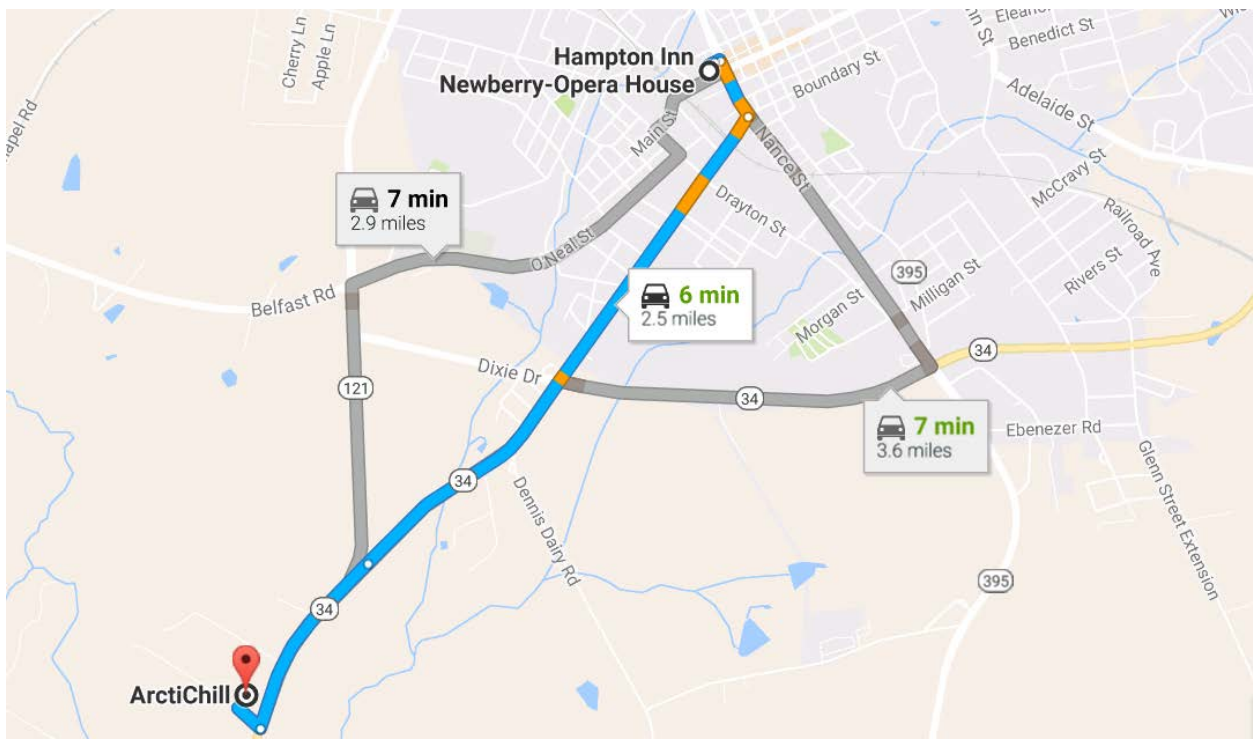 Cherry Ln
Apple Ln
Hampton Inn
Newberry-Opera House
Benedict St
Boundary St
Adelaide St
Main St
Nance St
McCravy St
7 min
2.9 miles
Drayton St
Railroad Ave
O Neal St
395
Milligan St
Rivers St
Belfast Rd
6 min
2.5 miles
Morgan St
34
Dixie Dr
121
34
7 min
3.6 miles
Ebenezer Rd
34
Dennis Dairy Rd
Glenn Street Extension
395
34
ArctiChill